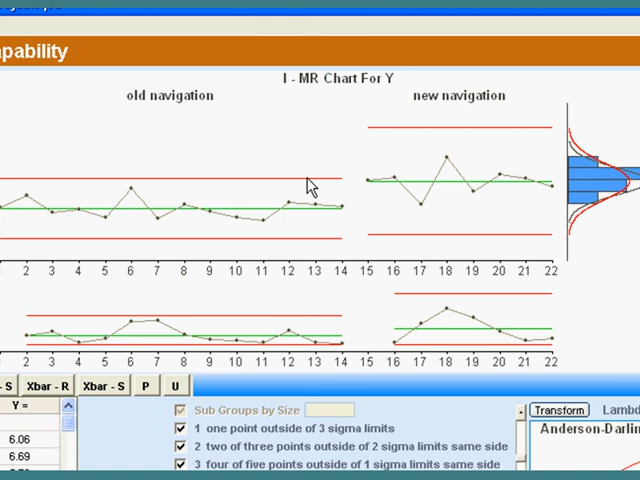 apability
I - MR Chart For Y
old navigation new navigation
2 3 4 5 6 7 8 9 10 11 12 13 14 15 16 17 18 19 20 21 22
2 3 4 5 6 7 8 9 10 11 12 13 14 15 16 17 18 19 20 21 22
- S Xbar - R Xbar - S P U
Y =
6.06
6.69
Sub Groups by Size
1 one point outside of 3 sigma limits
2 two of three points outside of 2 sigma limits same side
3 four of five points outside of 1 sigma limits same side
Transform Lambd
Anderson-Darlin